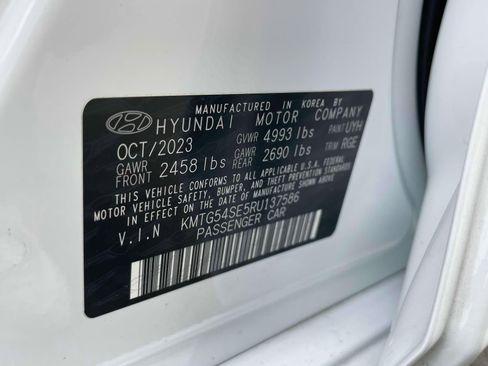 MANUFACTURED IN KOREA BY
HYUNDAI MOTOR COMPANY
OCT/2023 GVWR 4993 lbs PAINT UYH
GAWR FRONT 2458 lbs GAWR REAR 2690 lbs TRIM RGE
THIS VEHICLE CONFORMS TO ALL APPLICABLE U.S.A. FEDERAL
MOTOR VEHICLE SAFETY, BUMPER, AND THEFT PREVENTION STANDARDS
IN EFFECT ON THE DATE OF MANUFACTURE SHOWN ABOVE.
V.I.N KMTG54SE5RU137586
PASSENGER CAR